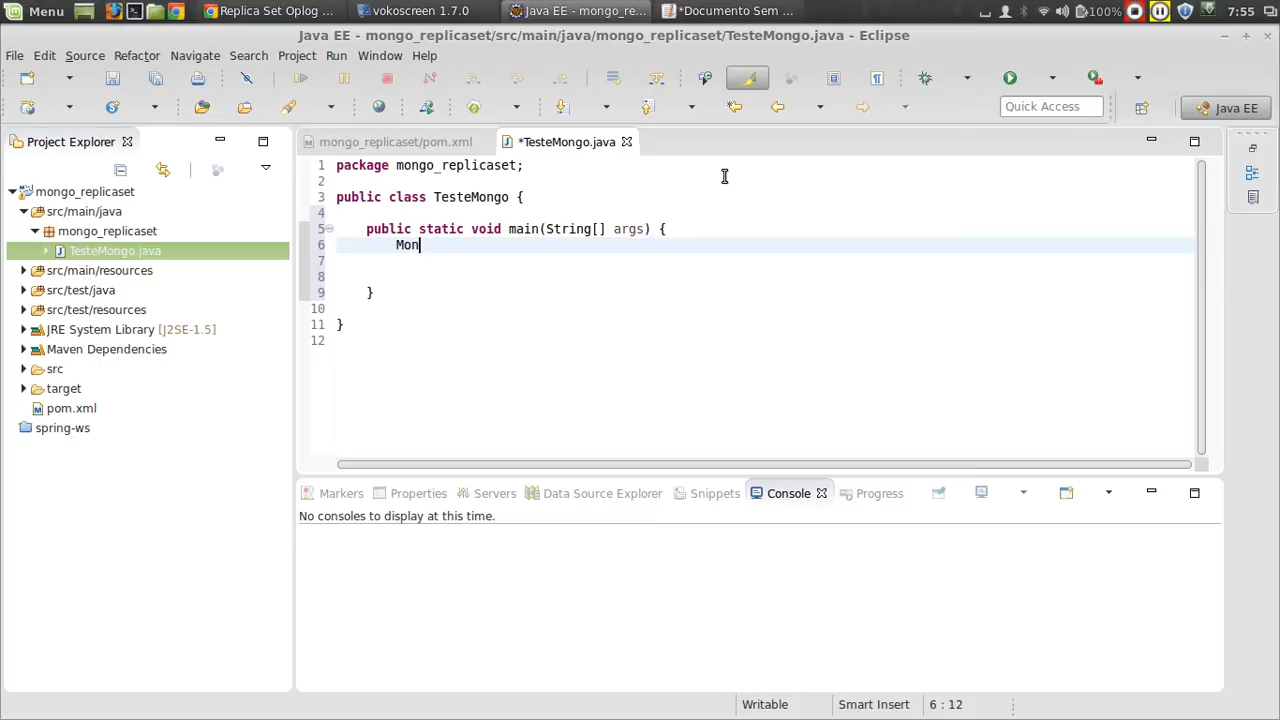 Menu
Replica Set Oplog ...
vokoscreen 1.7.0
Java EE - mongo_re...
*Documento Sem ...
100%
7:55
Java EE - mongo_replicaset/src/main/java/mongo_replicaset/TesteMongo.java - Eclipse
File Edit Source Refactor Navigate Search Project Run Window Help
Quick Access
Java EE
Project Explorer
mongo_replicaset/pom.xml
*TesteMongo.java
mongo_replicaset
src/main/java
mongo_replicaset
TesteMongo.java
src/main/resources
src/test/java
src/test/resources
JRE System Library [J2SE-1.5]
Maven Dependencies
src
target
pom.xml
spring-ws
1 package mongo_replicaset;
2
3 public class TesteMongo {
4
5 public static void main(String[] args) {
6 Mon
7
8
9 }
10
11 }
12
Markers Properties Servers Data Source Explorer Snippets Console Progress
No consoles to display at this time.
Writable Smart Insert 6 : 12